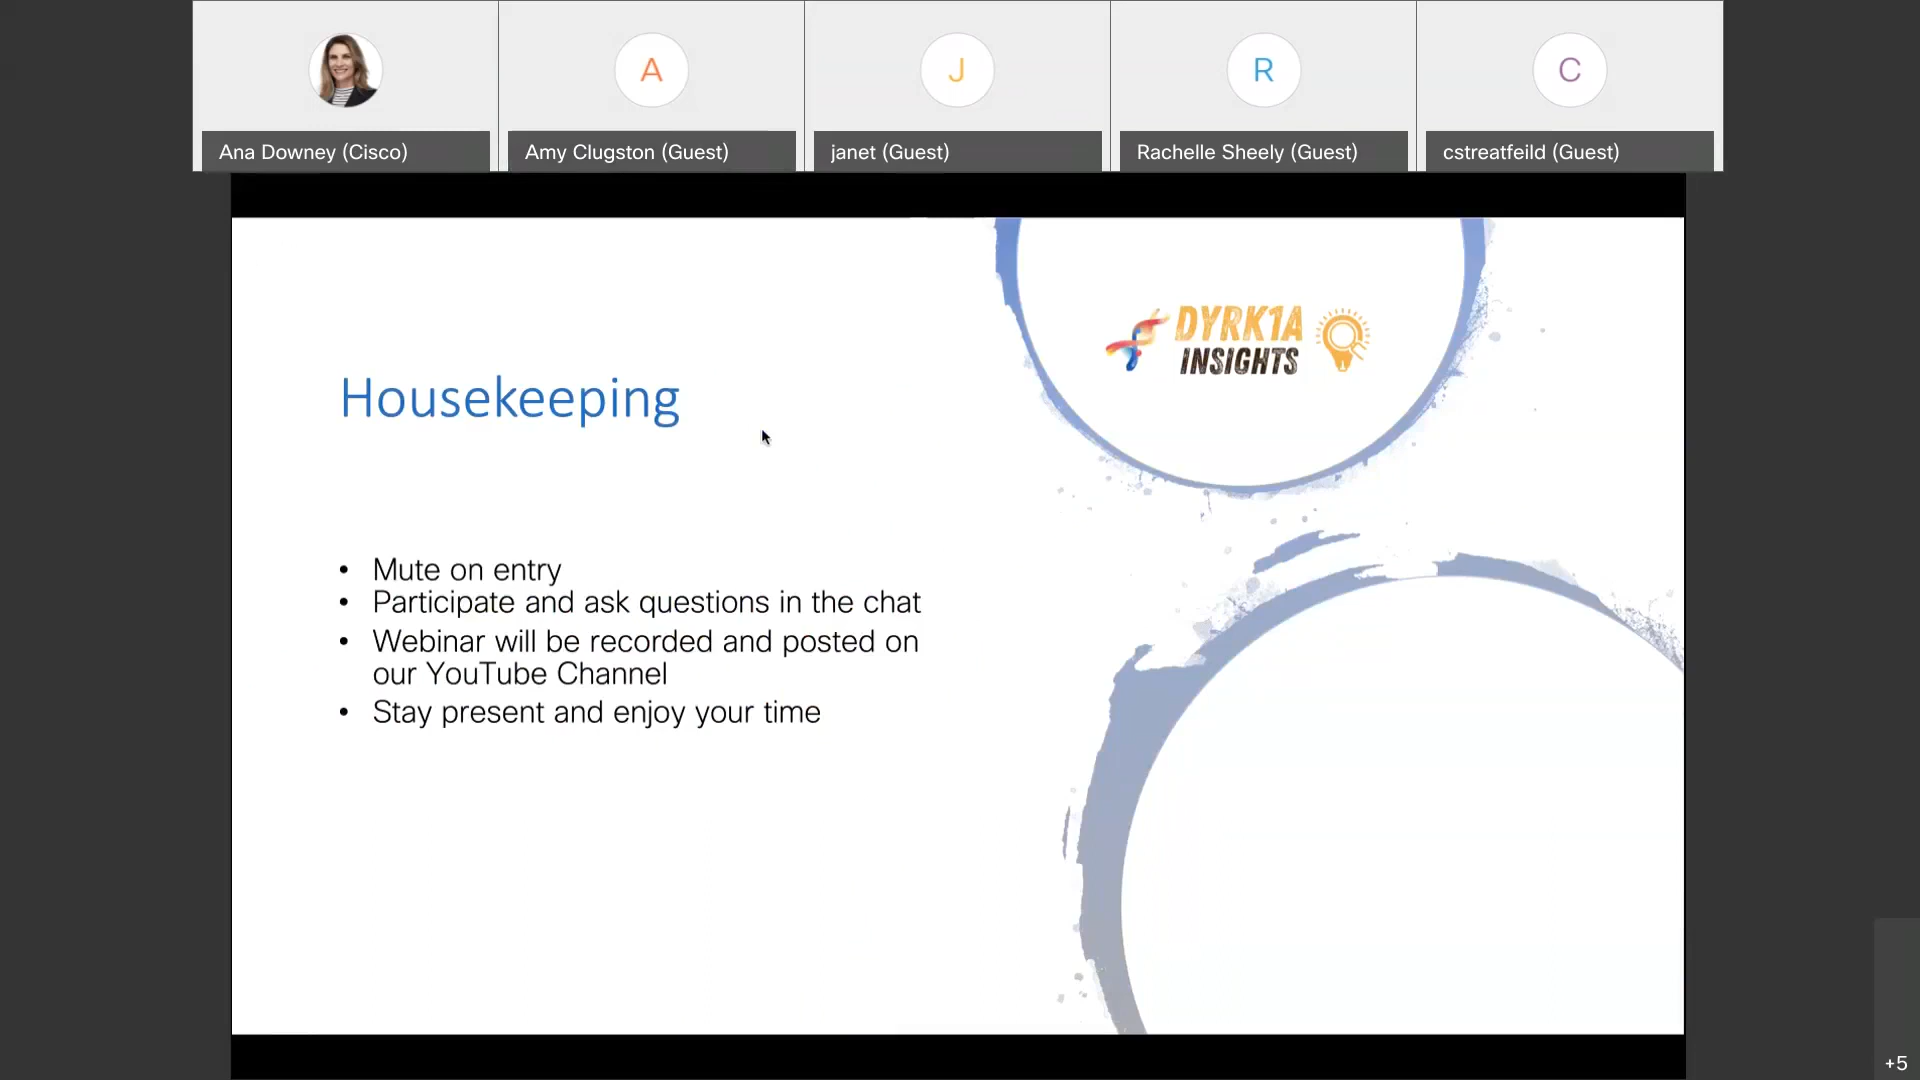 A
J
R
C
Ana Downey (Cisco)
Amy Clugston (Guest)
janet (Guest)
Rachelle Sheely (Guest)
cstreatfeild (Guest)
DYRK1A
INSIGHTS
Housekeeping
• Mute on entry
• Participate and ask questions in the chat
• Webinar will be recorded and posted on
our YouTube Channel
• Stay present and enjoy your time
+5